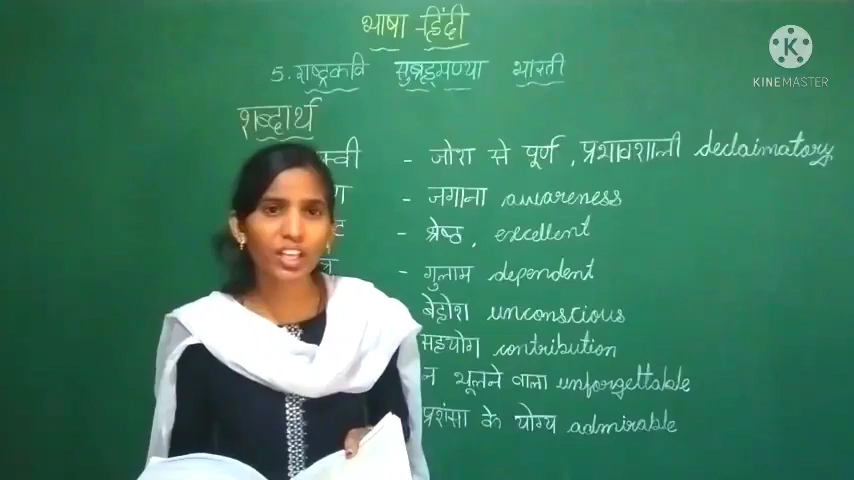 भाषा - हिंदी
5. राष्ट्रकवि सुब्रह्मण्या भारती
शब्दार्थ
- जोश से पूर्ण, प्रभावशाली declaimatory
- जगाना awareness
- श्रेष्ठ, excellent
- गुलाम dependent
बेहोश unconscious
सहयोग contribution
न भूलने वाला unforgettable
प्रशंसा के योग्य admirable
KINEMASTER